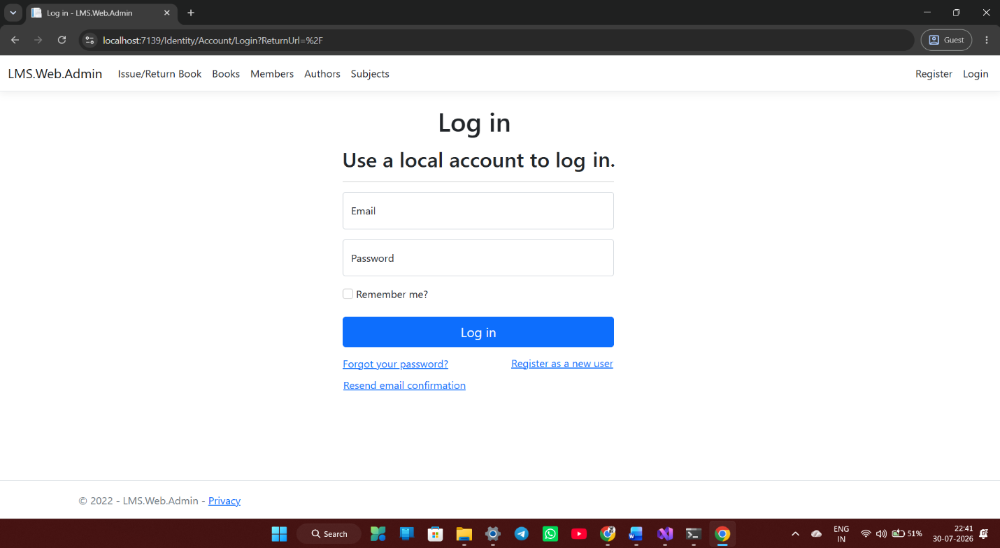 Log in - LMS.Web.Admin
localhost:7139/Identity/Account/Login?ReturnUrl=%2F
Guest
LMS.Web.Admin Issue/Return Book Books Members Authors Subjects Register Login
Log in
Use a local account to log in.
Email
Password
Remember me?
Log in
Forgot your password? Register as a new user
Resend email confirmation
© 2022 - LMS.Web.Admin - Privacy
Search
ENG
IN
51%
22:41
30-07-2026